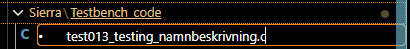 Sierra\Testbench_code
C • test013_testing_namnbeskrivning.c